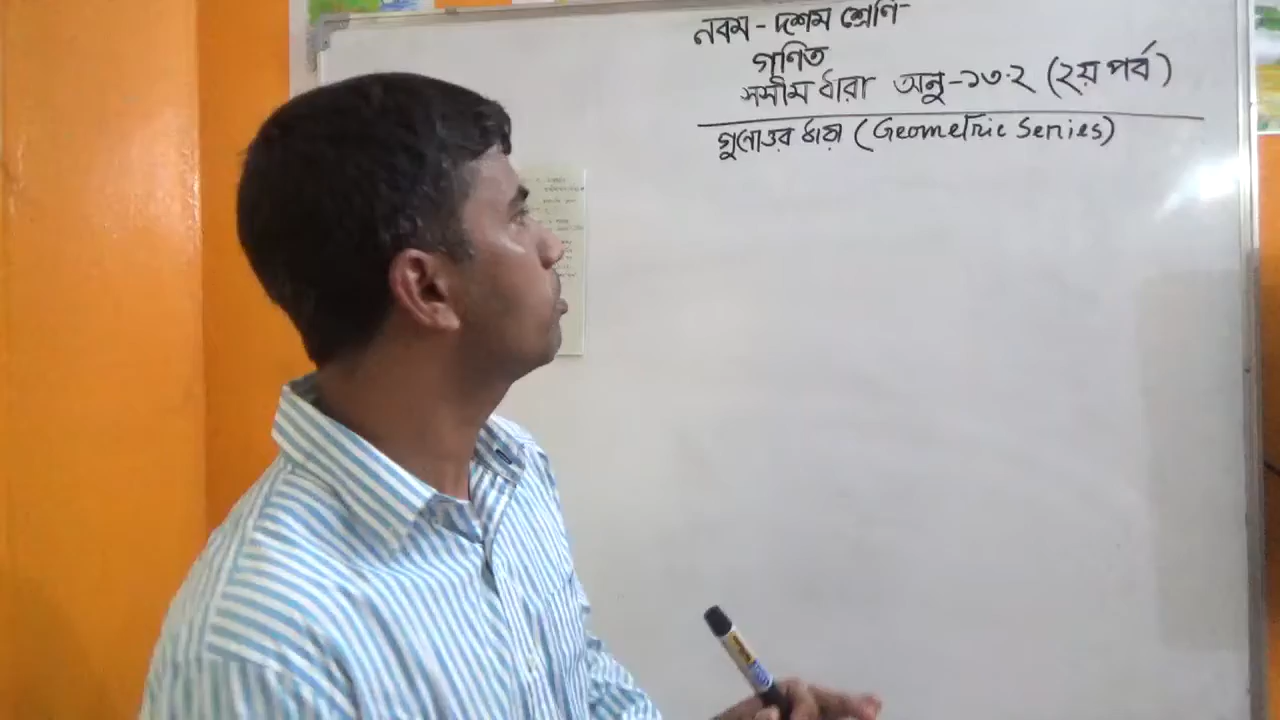 নবম - দশম শ্রেণি
গণিত
সসীম ধারা অনু - ১৩.২ (২য় পর্ব)
গুণোত্তর ধারা (Geometric Series)